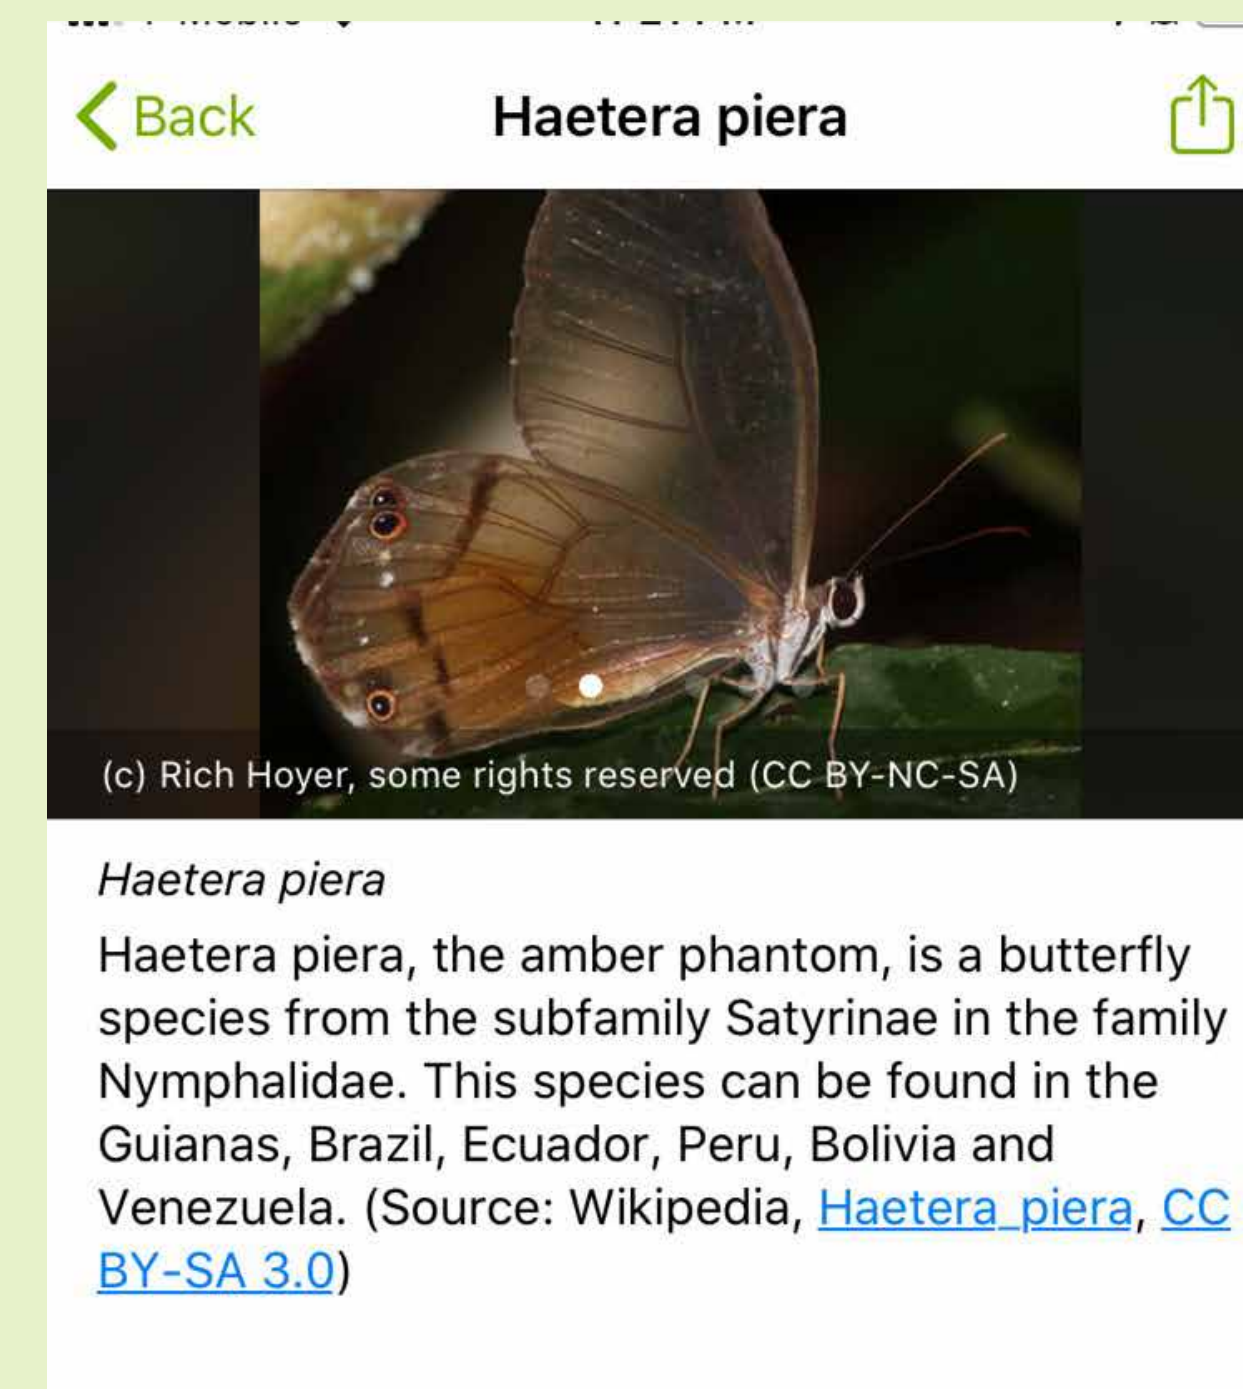 Back
Haetera piera
(c) Rich Hoyer, some rights reserved (CC BY-NC-SA)
Haetera piera
Haetera piera, the amber phantom, is a butterfly
species from the subfamily Satyrinae in the family
Nymphalidae. This species can be found in the
Guianas, Brazil, Ecuador, Peru, Bolivia and
Venezuela. (Source: Wikipedia, Haetera_piera, CC
BY-SA 3.0)